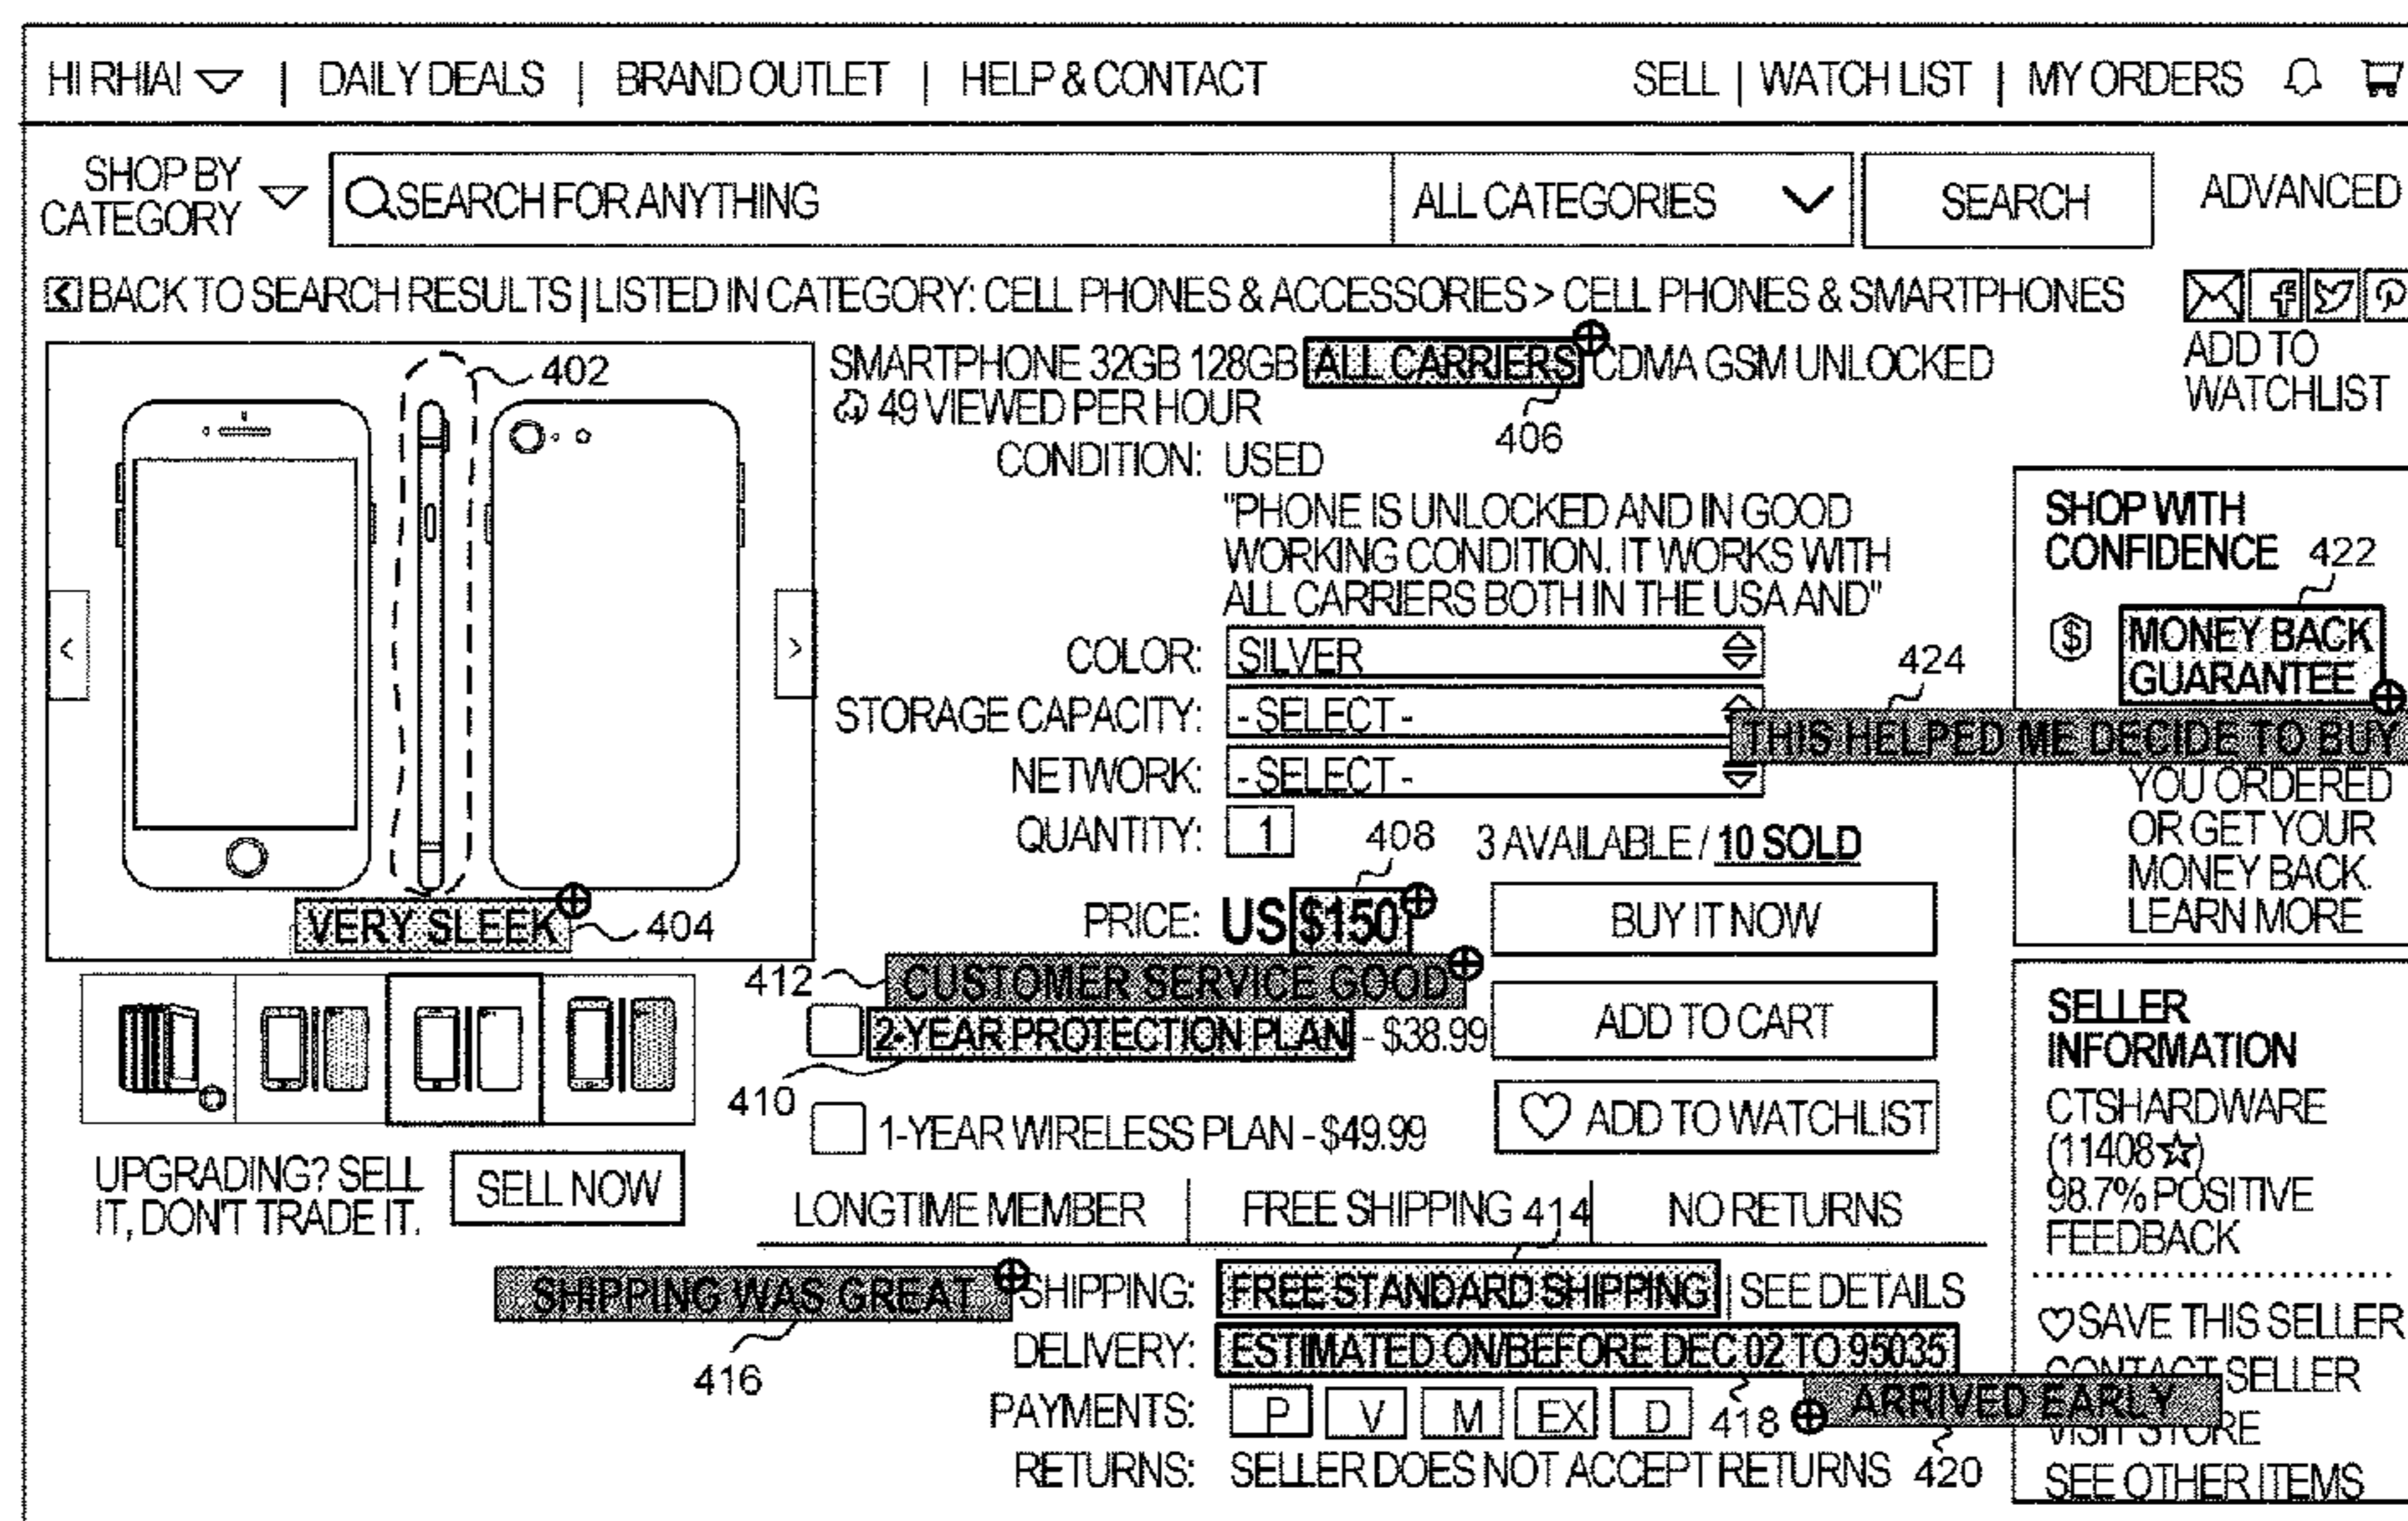 HI RHIAI | DAILY DEALS | BRAND OUTLET | HELP & CONTACT
SELL | WATCH LIST | MY ORDERS
SHOP BY
CATEGORY
SEARCH FOR ANYTHING
ALL CATEGORIES
SEARCH
ADVANCED
BACK TO SEARCH RESULTS | LISTED IN CATEGORY: CELL PHONES & ACCESSORIES > CELL PHONES & SMARTPHONES
ADD TO
WATCHLIST
402
SMARTPHONE 32GB 128GB ALL CARRIERS CDMA GSM UNLOCKED
49 VIEWED PER HOUR
406
CONDITION: USED
"PHONE IS UNLOCKED AND IN GOOD
WORKING CONDITION. IT WORKS WITH
ALL CARRIERS BOTH IN THE USA AND"
COLOR: SILVER
STORAGE CAPACITY: - SELECT -
NETWORK: - SELECT -
QUANTITY: 1
3 AVAILABLE / 10 SOLD
408
PRICE: US $150
BUY IT NOW
VERY SLEEK
404
412
CUSTOMER SERVICE GOOD
2-YEAR PROTECTION PLAN - $38.99
ADD TO CART
410
1-YEAR WIRELESS PLAN - $49.99
ADD TO WATCHLIST
UPGRADING? SELL
IT, DON'T TRADE IT.
SELL NOW
LONGTIME MEMBER | FREE SHIPPING | NO RETURNS
414
SHIPPING WAS GREAT
416
SHIPPING: FREE STANDARD SHIPPING | SEE DETAILS
DELIVERY: ESTIMATED ON/BEFORE DEC 02 TO 95035
PAYMENTS: P V M EX D
418
ARRIVED EARLY
420
RETURNS: SELLER DOES NOT ACCEPT RETURNS
SHOP WITH
CONFIDENCE
422
$ MONEY BACK
GUARANTEE
424
THIS HELPED ME DECIDE TO BUY
YOU ORDERED
OR GET YOUR
MONEY BACK.
LEARN MORE
SELLER
INFORMATION
CTSHARDWARE
(11408☆)
98.7% POSITIVE
FEEDBACK
SAVE THIS SELLER
CONTACT SELLER
VISIT STORE
SEE OTHER ITEMS